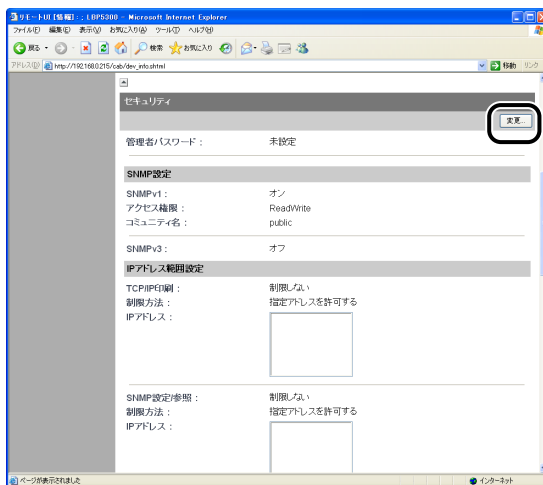 リモートUI [情報] : ; LBP5300 - Microsoft Internet Explorer
ファイル(F) 編集(E) 表示(V) お気に入り(A) ツール(T) ヘルプ(H)
戻る 検索 お気に入り
アドレス(D) http://192.168.0.215/cab/dev_info.shtml 移動 リンク
セキュリティ
変更...
管理者パスワード : 未設定
SNMP設定
SNMPv1 : オン
アクセス権限 : ReadWrite
コミュニティ名 : public
SNMPv3 : オフ
IPアドレス範囲設定
TCP/IP印刷 : 制限しない
制限方法 : 指定アドレスを許可する
IPアドレス :
SNMP設定/参照 : 制限しない
制限方法 : 指定アドレスを許可する
IPアドレス :
ページが表示されました インターネット